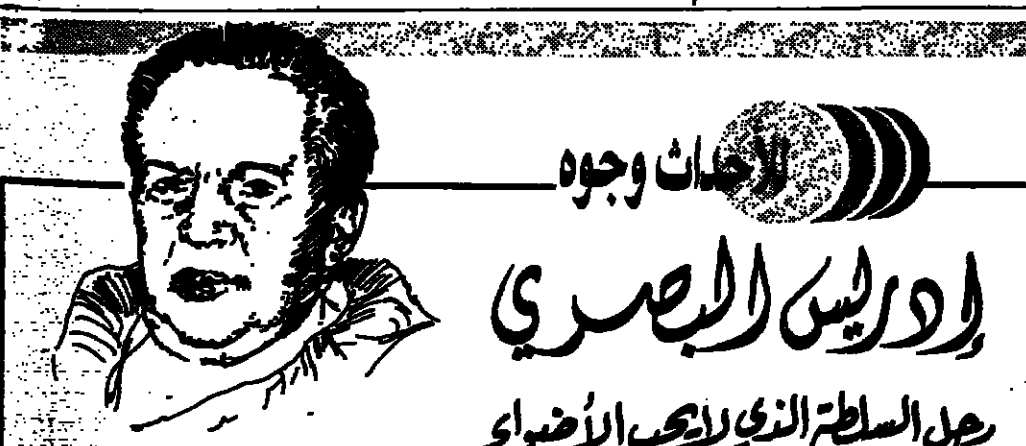 للأحداث وجوه
إدريس البصري
رجل السلطة الذي لا يحب الأضواء